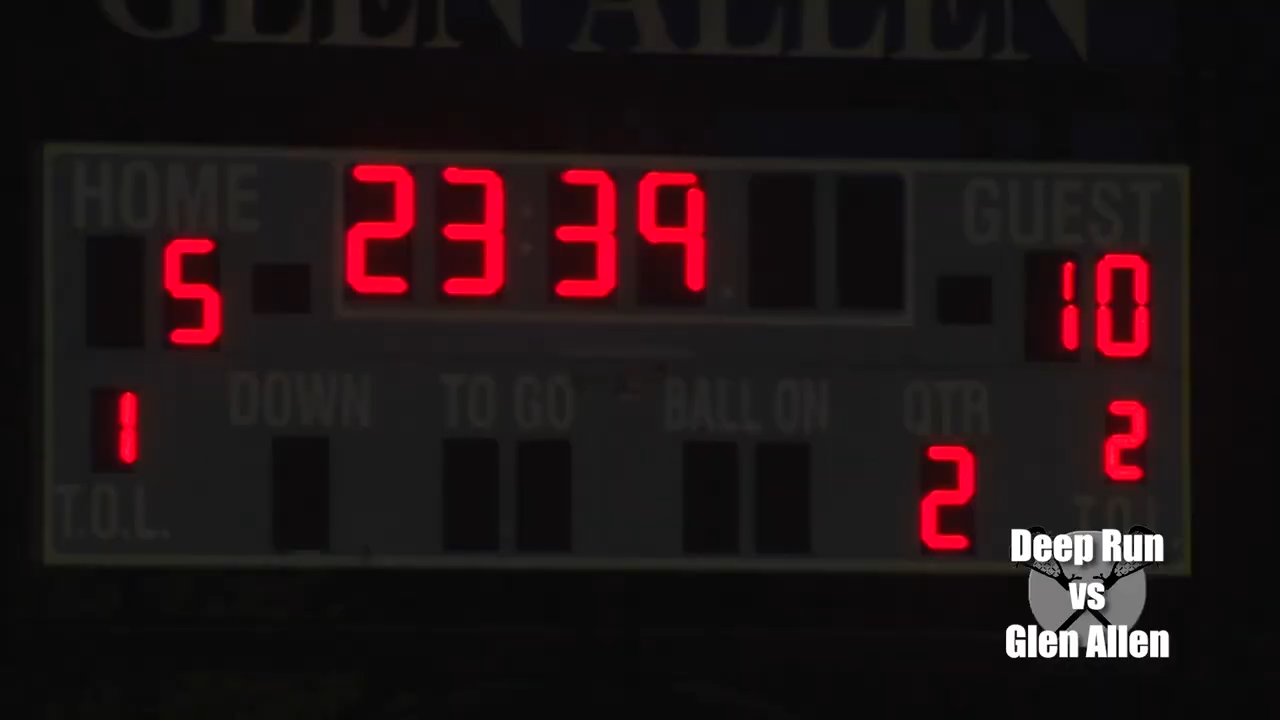 GLEN ALLEN
HOME 23:39 GUEST
5 10
1 DOWN TO GO BALL ON QTR 2
2
T.O.L. T.O.L
Deep Run
vs
Glen Allen